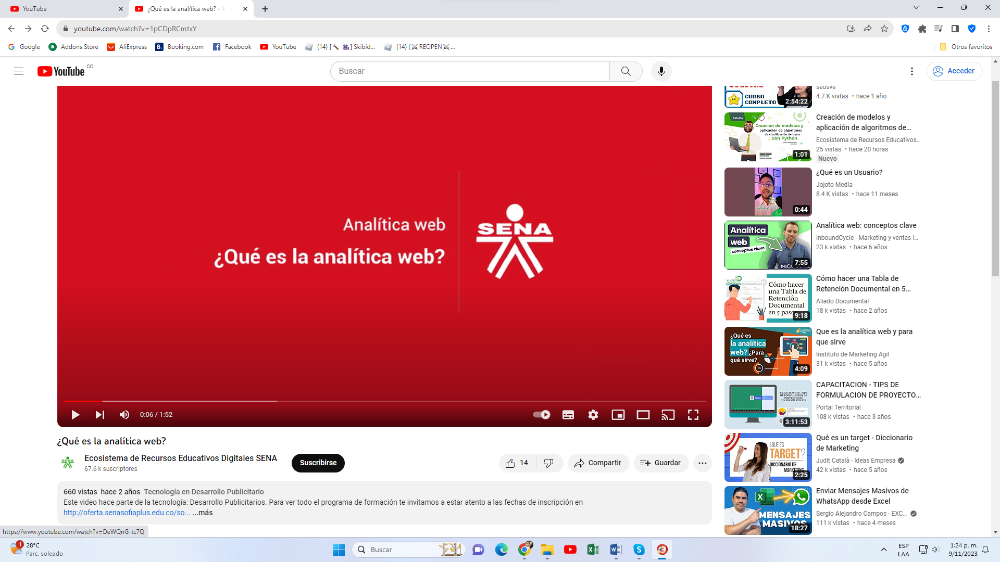 YouTube
¿Qué es la analítica web? - Y
youtube.com/watch?v=1pCDpRCmtxY
Google
Addons Store
AliExpress
Booking.com
Facebook
YouTube
(14) [🔨 🎥] Skibid...
(14) (⚔REOPEN⚔...
Otros favoritos
YouTube CO
Buscar
Acceder
Analítica web
¿Qué es la analítica web?
SENA
0:06 / 1:52
¿Qué es la analítica web?
Ecosistema de Recursos Educativos Digitales SENA
67.6 k suscriptores
Suscribirse
14
Compartir
Guardar
660 vistas hace 2 años Tecnología en Desarrollo Publicitario
Este video hace parte de la tecnología: Desarrollo Publicitarios. Para ver todo el programa de formación te invitamos a estar atento a las fechas de inscripción en
http://oferta.senasofiaplus.edu.co/so... ...más
https://www.youtube.com/watch?v=DeWQnG-tc7Q
CURSO
COMPLETO
2:54:22
seosve
4.7 K vistas • hace 1 año
Estudia
Creación de modelos y
aplicación de algoritmos
de clasificación de datos
con Python
1:01
Creación de modelos y
aplicación de algoritmos de...
Ecosistema de Recursos Educativos...
25 vistas • hace 20 horas
Nuevo
0:44
¿Qué es un Usuario?
Jojoto Media
8.4 K vistas • hace 11 meses
Analítica
web
conceptos clave
7:55
Analítica web: conceptos clave
InboundCycle - Marketing y ventas i...
23 k vistas • hace 6 años
Cómo hacer
una Tabla de
Retención
Documental
en 5 pasos
9:18
Cómo hacer una Tabla de
Retención Documental en 5...
Aliado Documental
18 k vistas • hace 2 años
¿Qué es
la analítica
web? ¿Para
qué sirve?
4:09
Que es la analítica web y para
que sirve
Instituto de Marketing Agil
31 k vistas • hace 5 años
CAPACITACION - TIPS
DE FORMULACION DE
PROYECTOS DE
INVERSIÓN PÚBLICA
3:11:53
CAPACITACION - TIPS DE
FORMULACION DE PROYECTO...
Portal Territorial
108 k vistas • hace 3 años
¿QUÉ ES
TARGET?
DICCIONARIO DE
MARKETING
2:25
Qué es un target - Diccionario
de Marketing
Judit Català - Ideas Empresa
42 k vistas • hace 5 años
MENSAJES
MASIVOS
18:27
Enviar Mensajes Masivos de
WhatsApp desde Excel
Sergio Alejandro Campos - EXC...
111 k vistas • hace 4 meses
1
28°C
Parc. soleado
Buscar
ESP
LAA
1:24 p. m.
9/11/2023